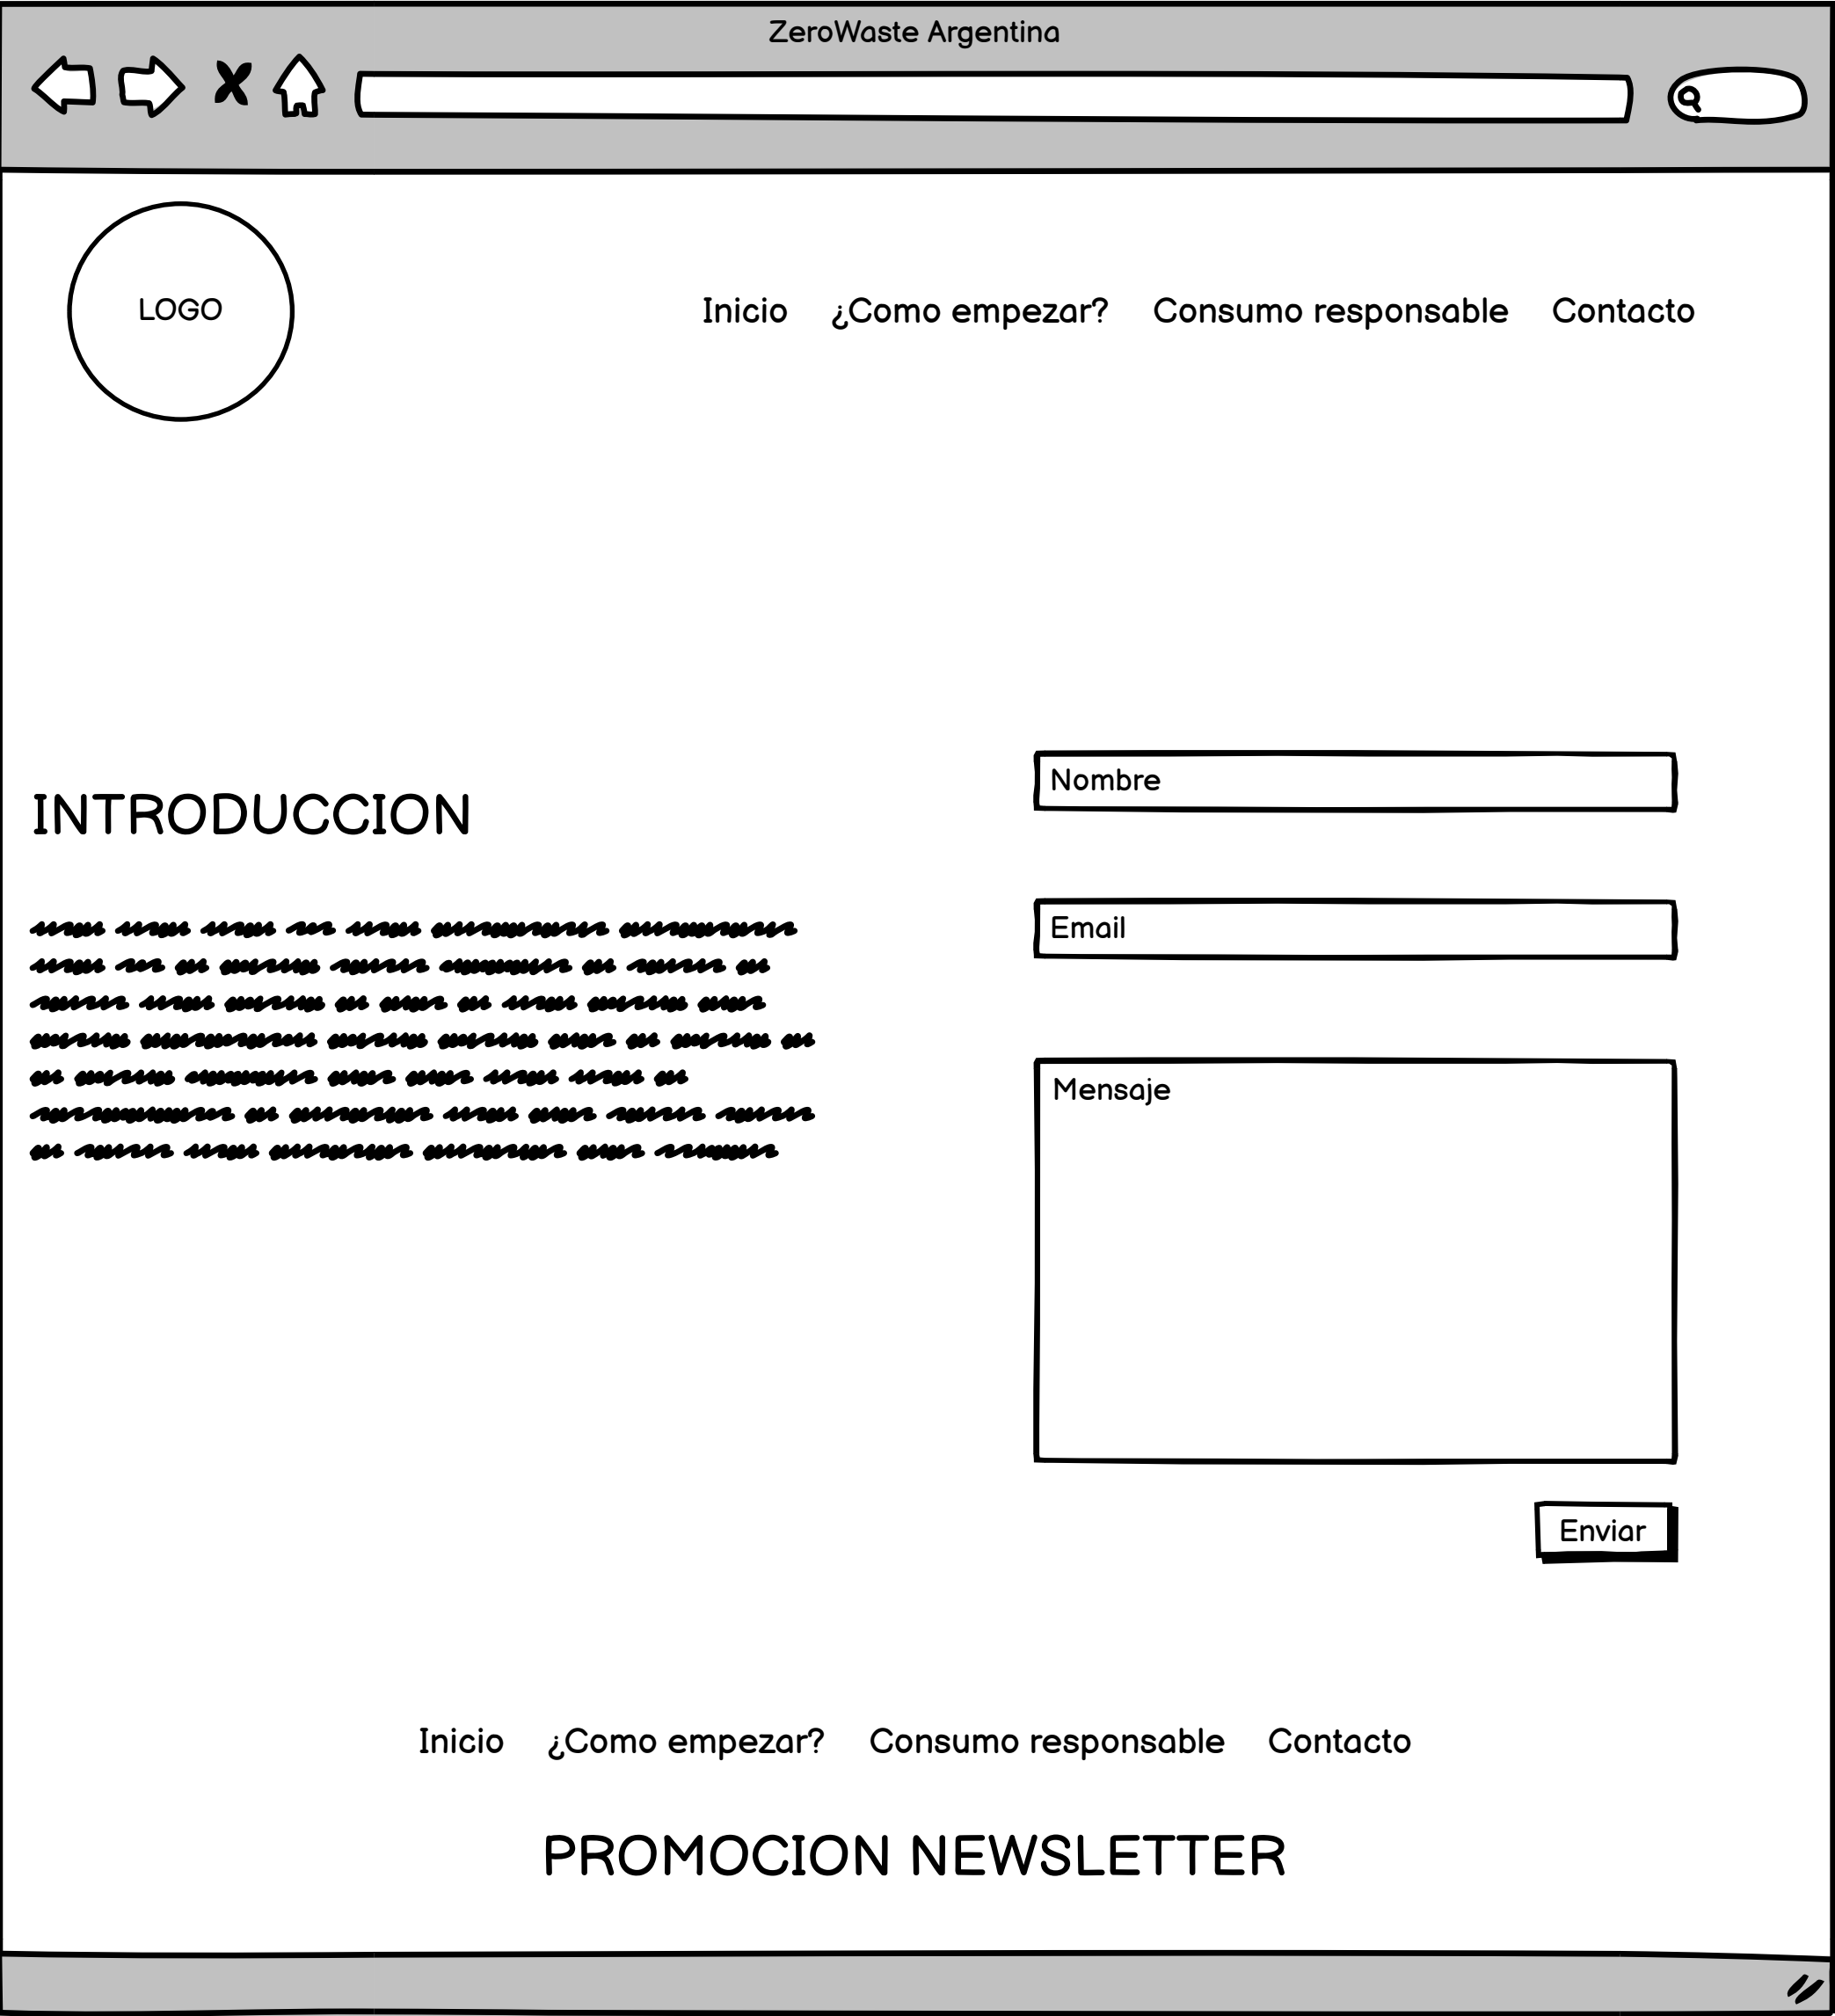 ZeroWaste Argentina
LOGO
Inicio ¿Como empezar? Consumo responsable Contacto
INTRODUCCION
Nombre
Email
Mensaje
Enviar
Inicio ¿Como empezar? Consumo responsable Contacto
PROMOCION NEWSLETTER